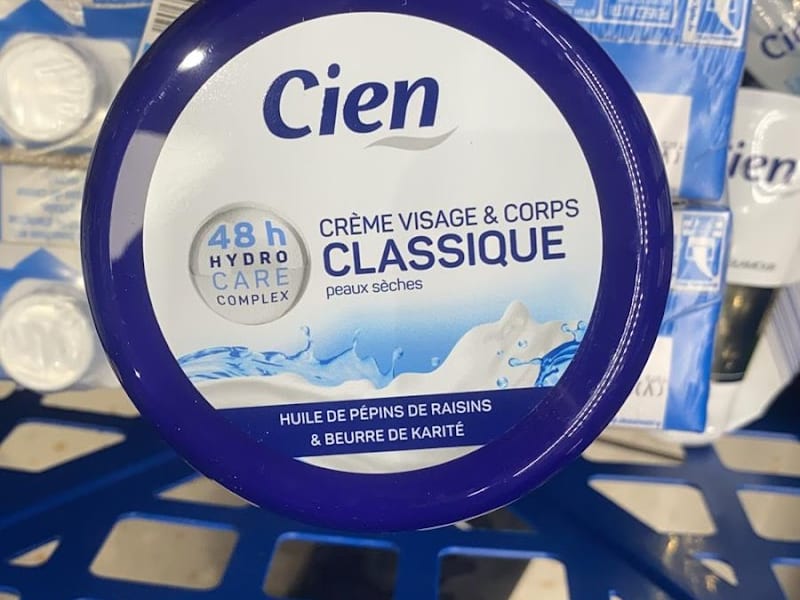 Cien
48 h
HYDRO
CARE
COMPLEX
CRÈME VISAGE & CORPS
CLASSIQUE
peaux sèches
HUILE DE PÉPINS DE RAISINS
& BEURRE DE KARITÉ